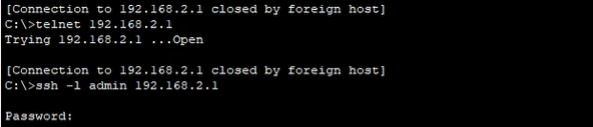 [Connection to 192.168.2.1 closed by foreign host]
C:\>telnet 192.168.2.1
Trying 192.168.2.1 ...Open
[Connection to 192.168.2.1 closed by foreign host]
C:\>ssh -l admin 192.168.2.1
Password: